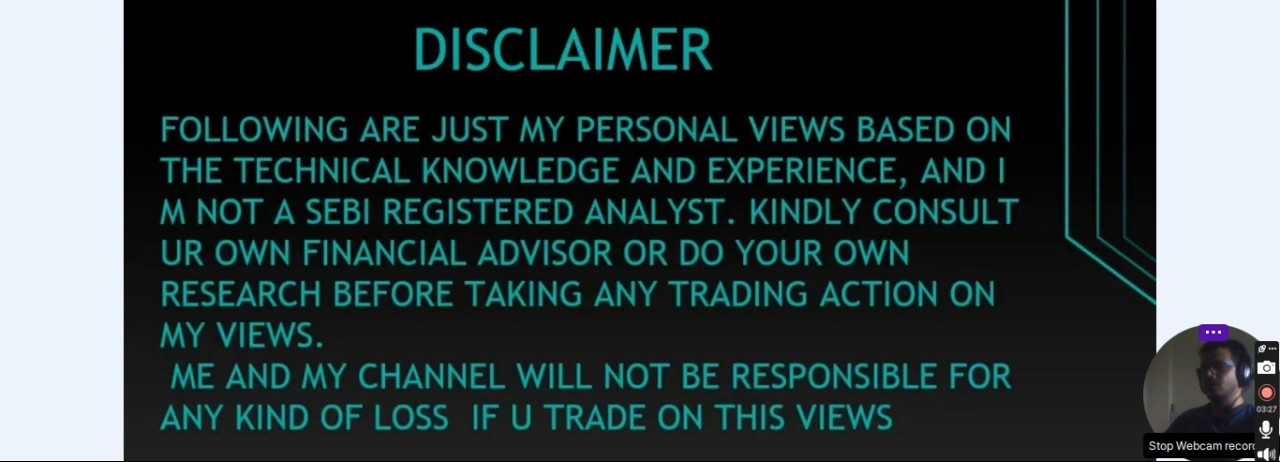 DISCLAIMER
FOLLOWING ARE JUST MY PERSONAL VIEWS BASED ON
THE TECHNICAL KNOWLEDGE AND EXPERIENCE, AND I
M NOT A SEBI REGISTERED ANALYST. KINDLY CONSULT
UR OWN FINANCIAL ADVISOR OR DO YOUR OWN
RESEARCH BEFORE TAKING ANY TRADING ACTION ON
MY VIEWS.
ME AND MY CHANNEL WILL NOT BE RESPONSIBLE FOR
ANY KIND OF LOSS IF U TRADE ON THIS VIEWS
03:27
Stop Webcam recor